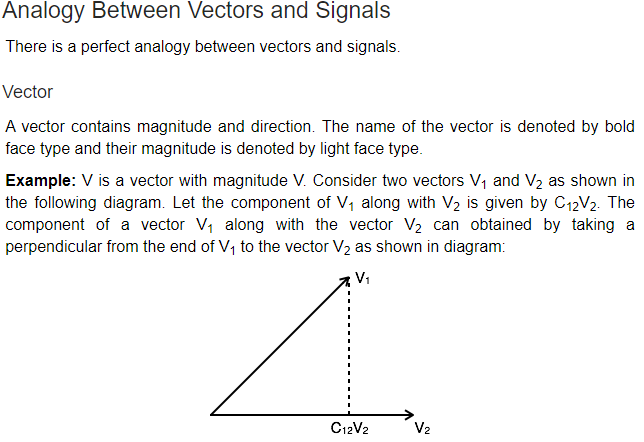 Analogy Between Vectors and Signals
There is a perfect analogy between vectors and signals.
Vector
A vector contains magnitude and direction. The name of the vector is denoted by bold
face type and their magnitude is denoted by light face type.
Example: V is a vector with magnitude V. Consider two vectors V₁ and V₂ as shown in
the following diagram. Let the component of V₁ along with V₂ is given by C₁₂V₂. The
component of a vector V₁ along with the vector V₂ can obtained by taking a
perpendicular from the end of V₁ to the vector V₂ as shown in diagram:
V₁
C₁₂V₂ V₂